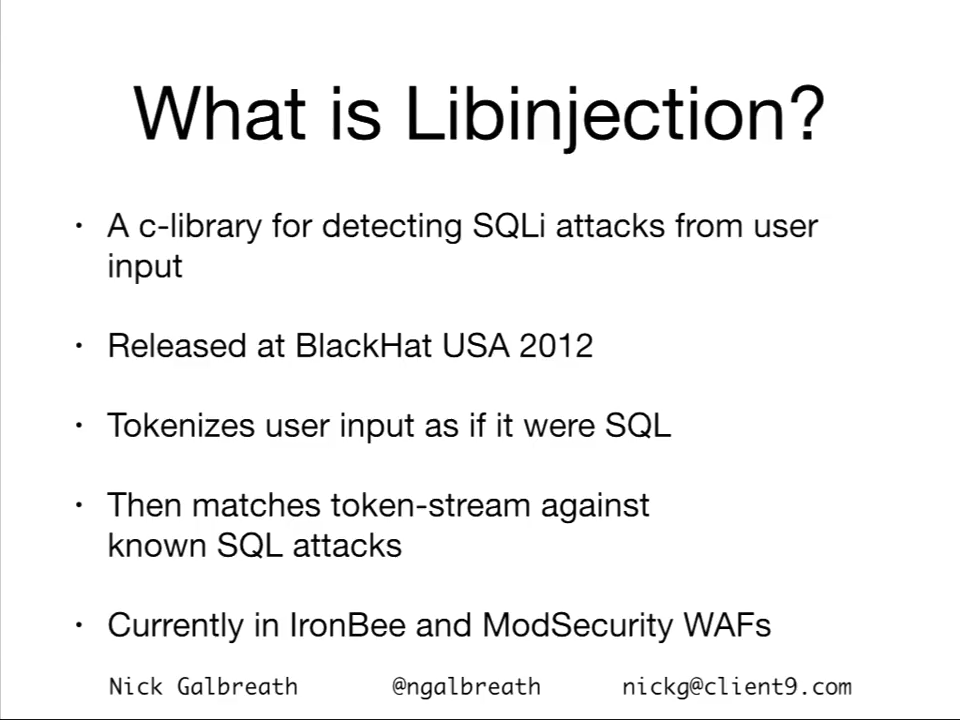 What is Libinjection?
• A c-library for detecting SQLi attacks from user
input
• Released at BlackHat USA 2012
• Tokenizes user input as if it were SQL
• Then matches token-stream against
known SQL attacks
• Currently in IronBee and ModSecurity WAFs
Nick Galbreath @ngalbreath nickg@client9.com